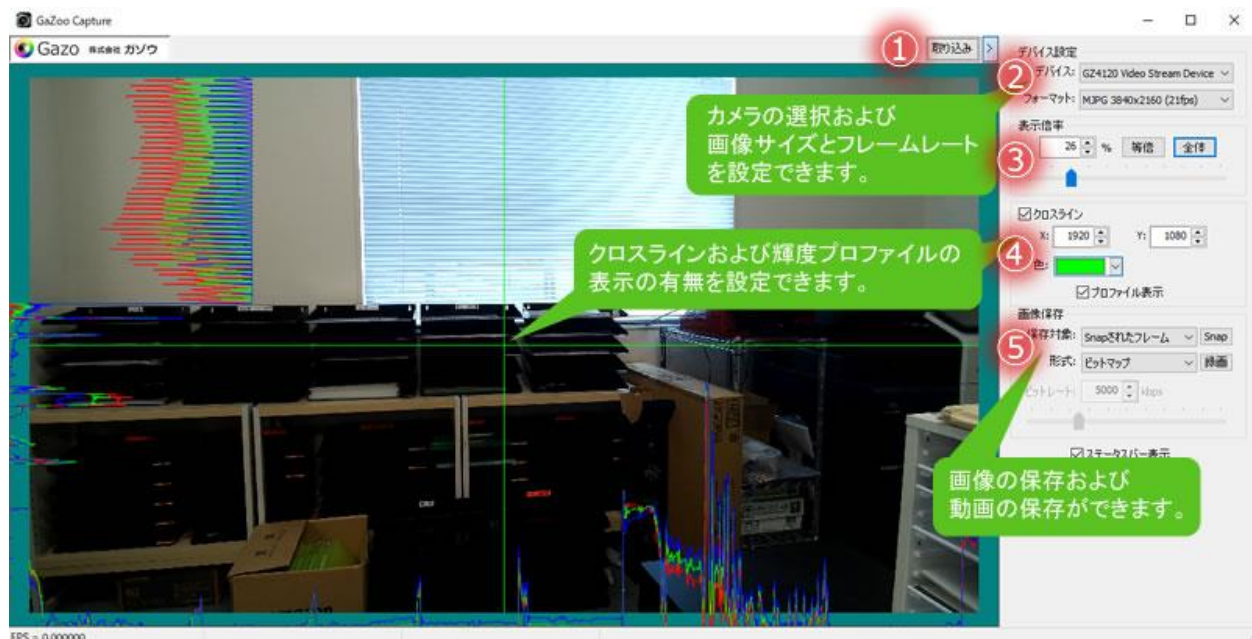 GaZoo Capture
Gazo 株式会社 ガゾウ
① 取り込み >
デバイス設定
② デバイス: GZ4120 Video Stream Device
フォーマット: MJPG 3840x2160 (21fps)
カメラの選択および
画像サイズとフレームレート
を設定できます。
表示倍率
③ 26 % 等倍 全体
クロスライン
X: 1920 Y: 1080
④ 色:
クロスラインおよび輝度プロファイルの
表示の有無を設定できます。
プロファイル表示
画像保存
⑤ 保存対象: Snapされたフレーム Snap
形式: ビットマップ 録画
ビットレート: 5000 kbps
ステータスバー表示
画像の保存および
動画の保存ができます。
FPS = 0.000000